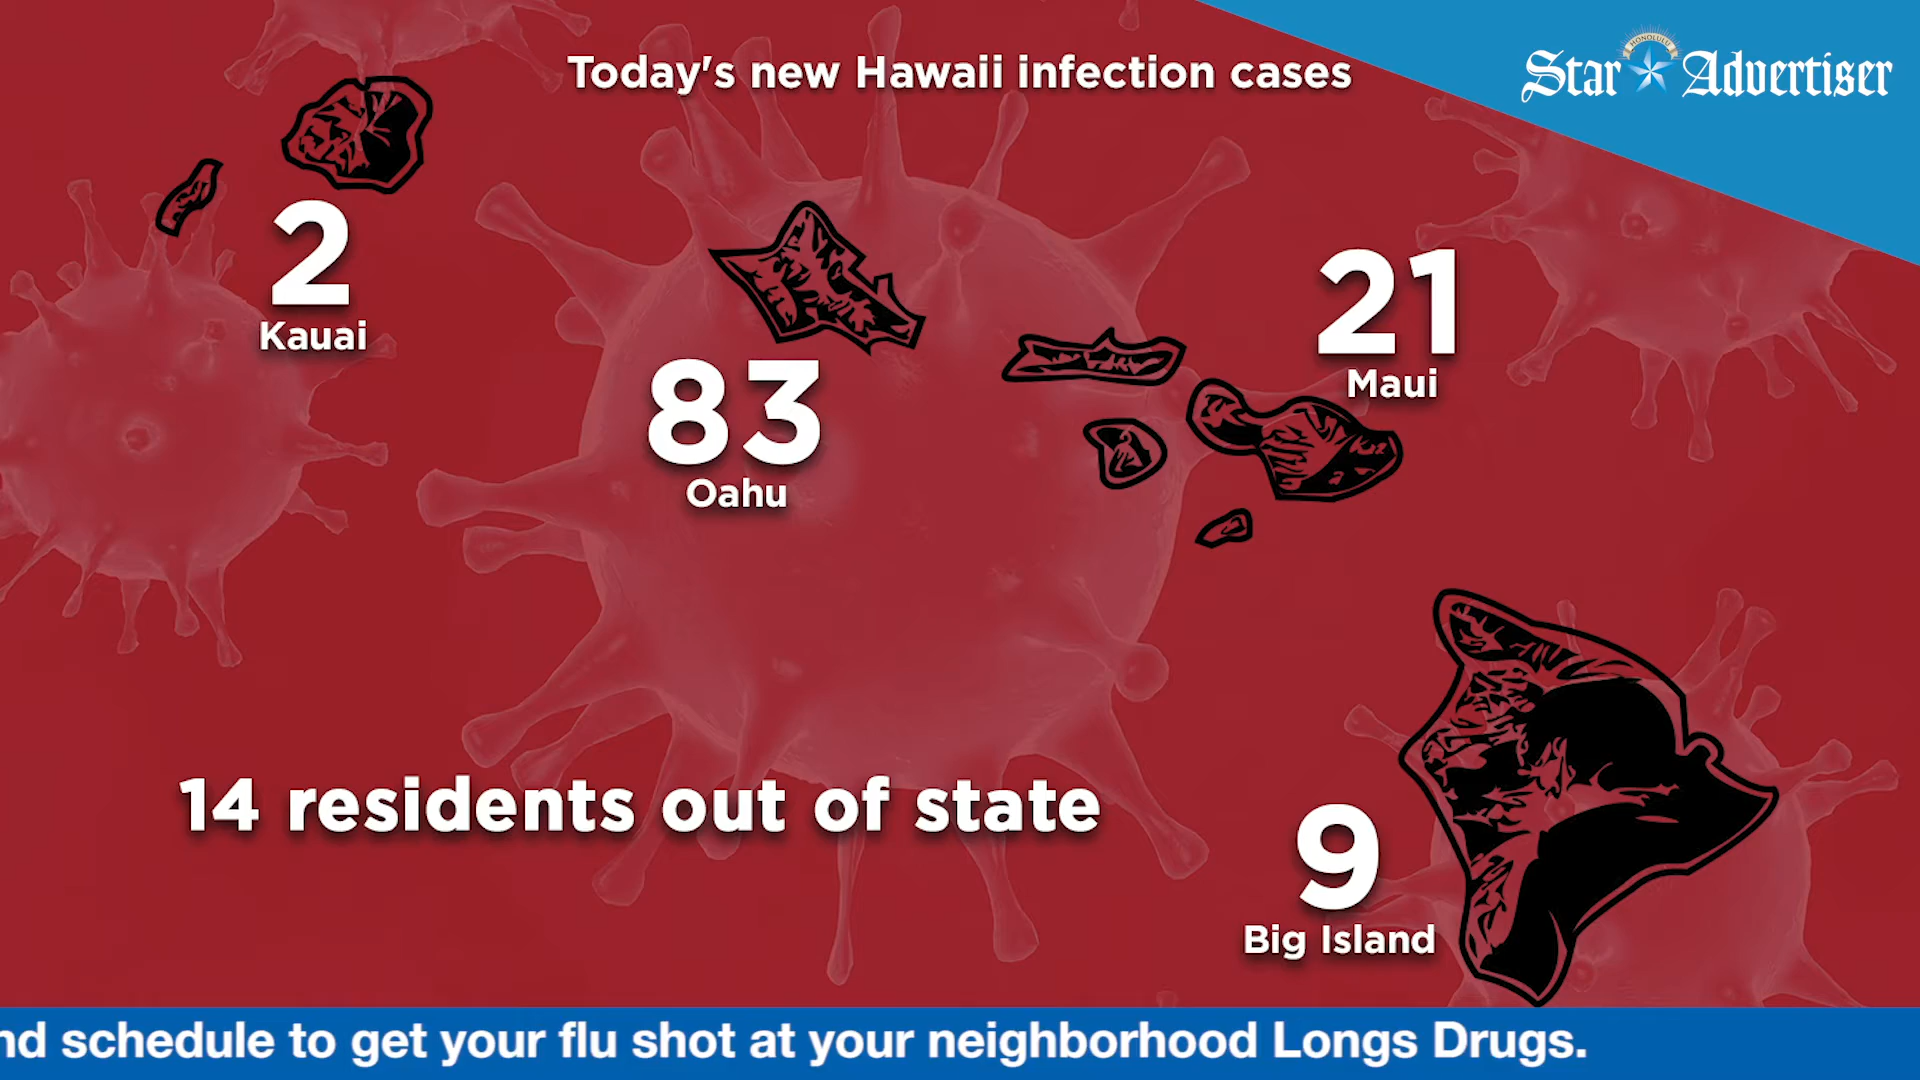 Today's new Hawaii infection cases
HONOLULU
Star Advertiser
2
Kauai
83
Oahu
21
Maui
14 residents out of state
9
Big Island
nd schedule to get your flu shot at your neighborhood Longs Drugs.